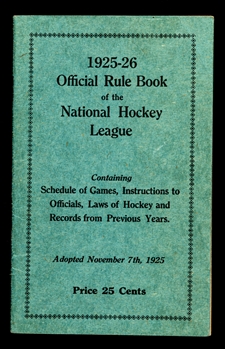 1925-26
Official Rule Book
of the
National Hockey
League
Containing
Schedule of Games, Instructions to
Officials, Laws of Hockey and
Records from Previous Years.
Adopted November 7th, 1925
Price 25 Cents